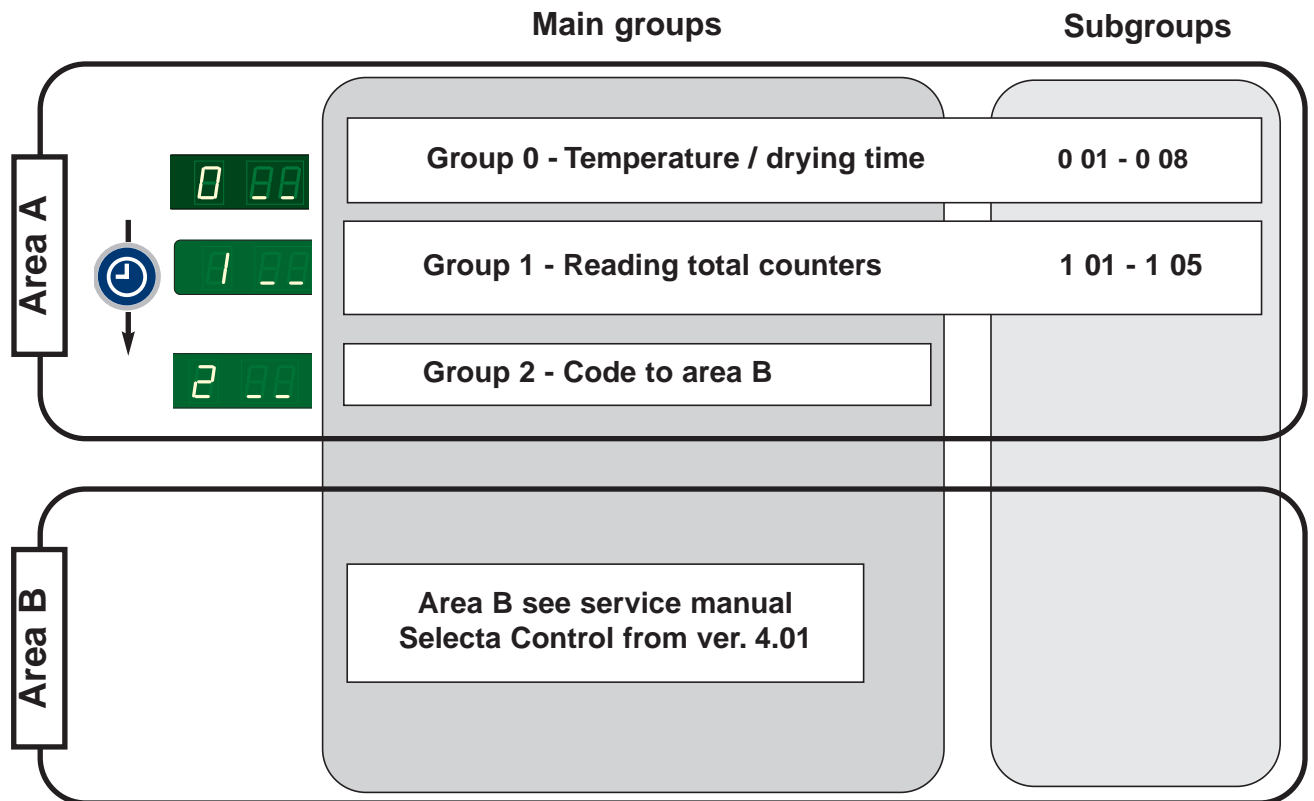 Main groups
Subgroups
Area A
0 _ _
Group 0 - Temperature / drying time
0 01 - 0 08
1 _ _
Group 1 - Reading total counters
1 01 - 1 05
2 _ _
Group 2 - Code to area B
Area B
Area B see service manual
Selecta Control from ver. 4.01